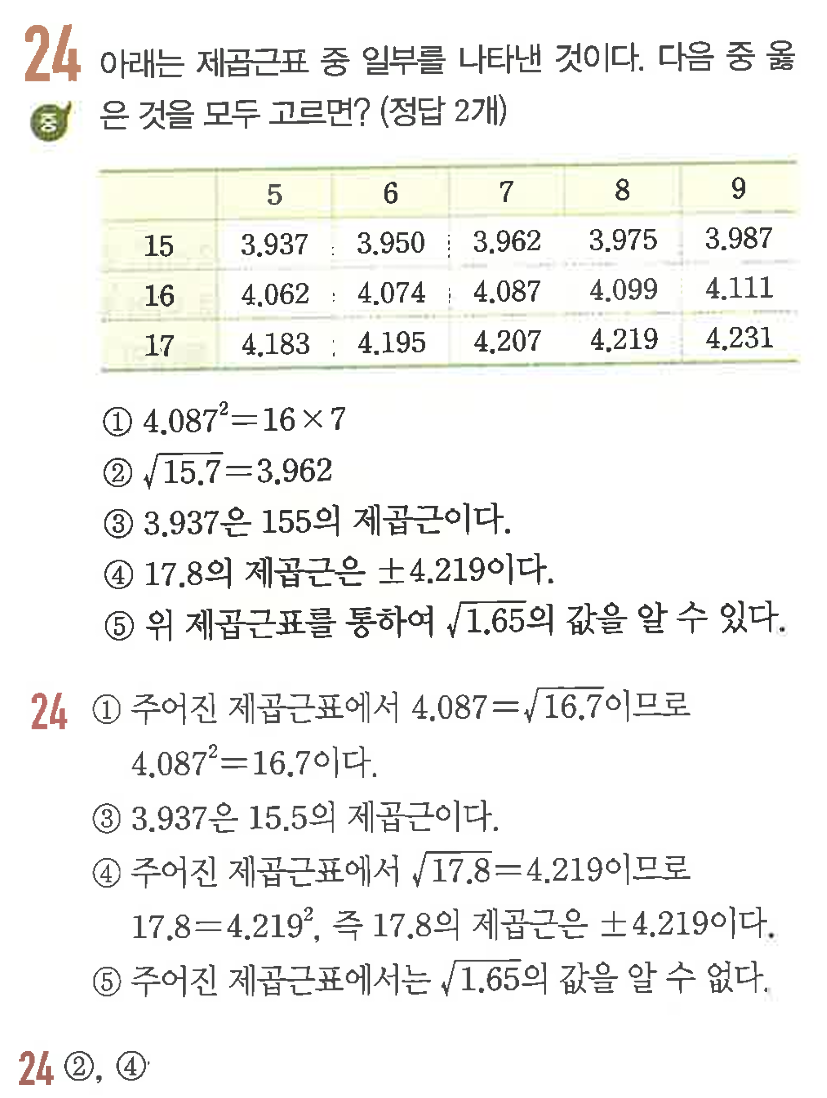 24 아래는 제곱근표 중 일부를 나타낸 것이다. 다음 중 옳
중 은 것을 모두 고르면? (정답 2개)
5 6 7 8 9
15 3.937 3.950 3.962 3.975 3.987
16 4.062 4.074 4.087 4.099 4.111
17 4.183 4.195 4.207 4.219 4.231
① 4.087²=16×7
② √15.7=3.962
③ 3.937은 155의 제곱근이다.
④ 17.8의 제곱근은 ±4.219이다.
⑤ 위 제곱근표를 통하여 √1.65의 값을 알 수 있다.
24 ① 주어진 제곱근표에서 4.087=√16.7이므로
4.087²=16.7이다.
③ 3.937은 15.5의 제곱근이다.
④ 주어진 제곱근표에서 √17.8=4.219이므로
17.8=4.219², 즉 17.8의 제곱근은 ±4.219이다.
⑤ 주어진 제곱근표에서는 √1.65의 값을 알 수 없다.
24 ②, ④